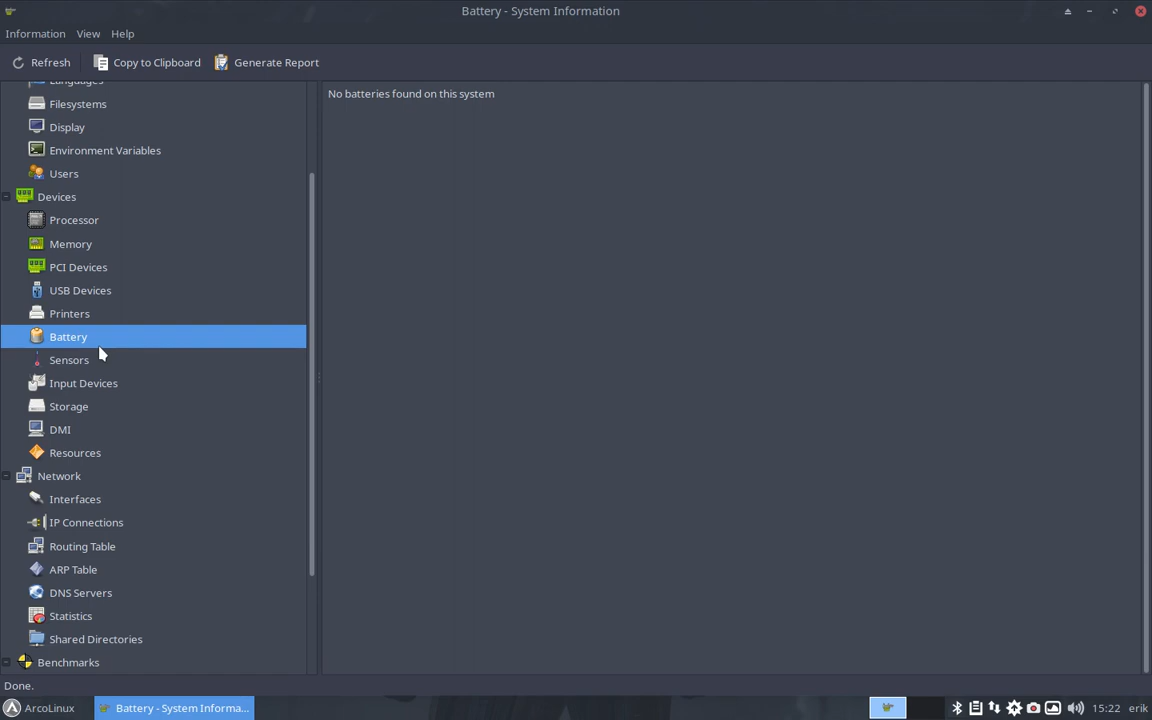 Battery - System Information
Information View Help
Refresh Copy to Clipboard Generate Report
Languages
Filesystems
Display
Environment Variables
Users
Devices
Processor
Memory
PCI Devices
USB Devices
Printers
Battery
Sensors
Input Devices
Storage
DMI
Resources
Network
Interfaces
IP Connections
Routing Table
ARP Table
DNS Servers
Statistics
Shared Directories
Benchmarks
No batteries found on this system
Done.
ArcoLinux Battery - System Informa... 15:22 erik